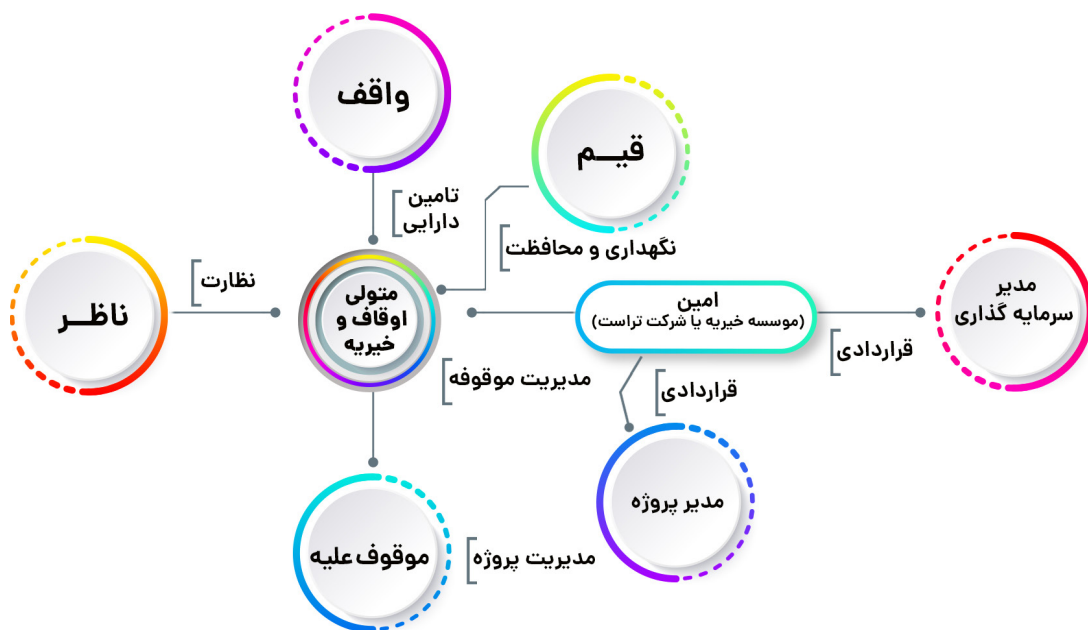 واقف
قیــم
تامین
دارایی
نگهداری و محافظت
ناظــر
نظارت
متولی
اوقاف و
خیریه
امین
(موسسه خیریه یا شرکت تراست)
مدیر
سرمایه گذاری
قراردادی
مدیریت موقوفه
قراردادی
مدیر پروژه
موقوف علیه
مدیریت پروژه